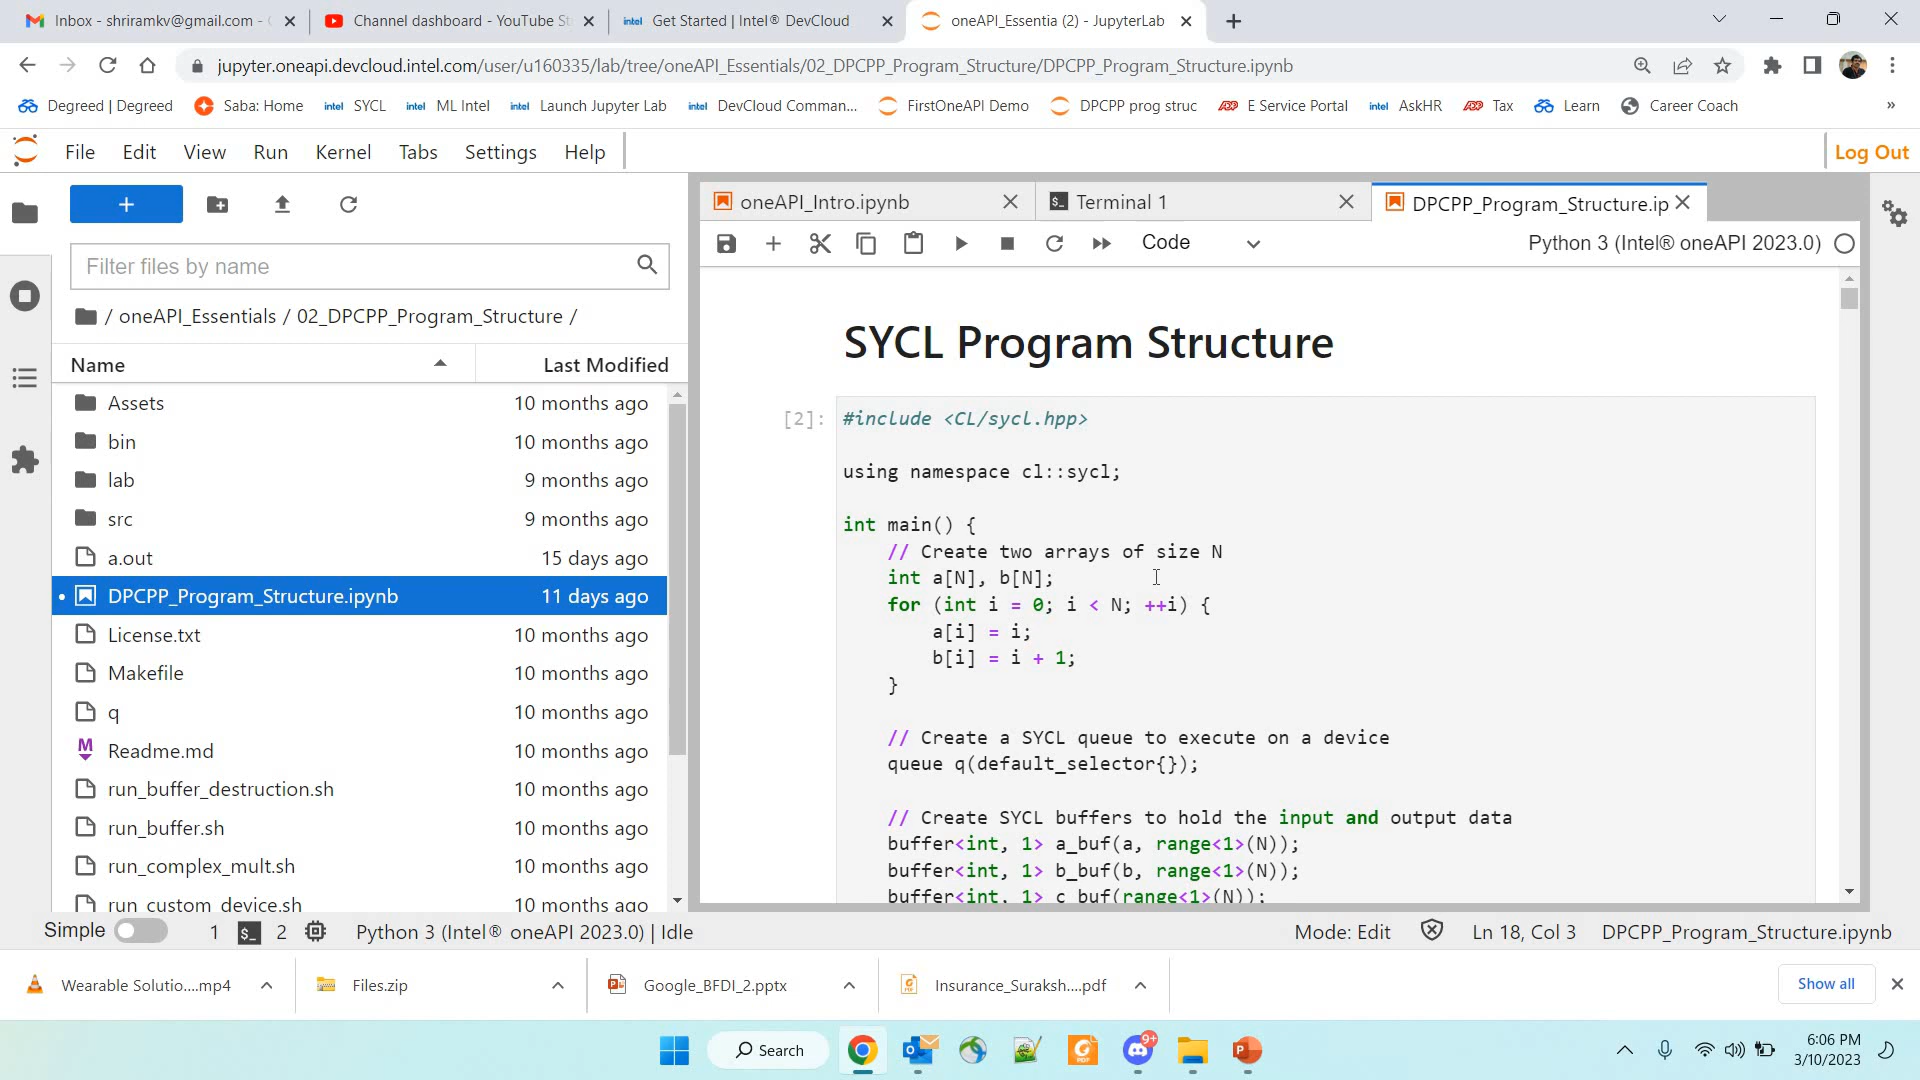 Inbox - shriramkv@gmail.com -
Channel dashboard - YouTube St
intel Get Started | Intel® DevCloud
oneAPI_Essentia (2) - JupyterLab
jupyter.oneapi.devcloud.intel.com/user/u160335/lab/tree/oneAPI_Essentials/02_DPCPP_Program_Structure/DPCPP_Program_Structure.ipynb
Degreed | Degreed
Saba: Home
intel SYCL
intel ML Intel
intel Launch Jupyter Lab
intel DevCloud Comman...
FirstOneAPI Demo
DPCPP prog struc
ADP E Service Portal
intel AskHR
ADP Tax
Learn
Career Coach
»
File Edit View Run Kernel Tabs Settings Help
Log Out
oneAPI_Intro.ipynb
Terminal 1
DPCPP_Program_Structure.ip
Code
Python 3 (Intel® oneAPI 2023.0)
Filter files by name
/ oneAPI_Essentials / 02_DPCPP_Program_Structure /
Name Last Modified
Assets 10 months ago
bin 10 months ago
lab 9 months ago
src 9 months ago
a.out 15 days ago
DPCPP_Program_Structure.ipynb 11 days ago
License.txt 10 months ago
Makefile 10 months ago
q 10 months ago
Readme.md 10 months ago
run_buffer_destruction.sh 10 months ago
run_buffer.sh 10 months ago
run_complex_mult.sh 10 months ago
run_custom_device.sh 10 months ago
SYCL Program Structure
[2]: #include <CL/sycl.hpp>
using namespace cl::sycl;
int main() {
// Create two arrays of size N
int a[N], b[N];
for (int i = 0; i < N; ++i) {
a[i] = i;
b[i] = i + 1;
}
// Create a SYCL queue to execute on a device
queue q(default_selector{});
// Create SYCL buffers to hold the input and output data
buffer<int, 1> a_buf(a, range<1>(N));
buffer<int, 1> b_buf(b, range<1>(N));
buffer<int, 1> c_buf(range<1>(N));
Simple 1 2 Python 3 (Intel® oneAPI 2023.0) | Idle
Mode: Edit Ln 18, Col 3 DPCPP_Program_Structure.ipynb
Wearable Solutio....mp4
Files.zip
Google_BFDI_2.pptx
Insurance_Suraksh....pdf
Show all
Search
9+
6:06 PM
3/10/2023